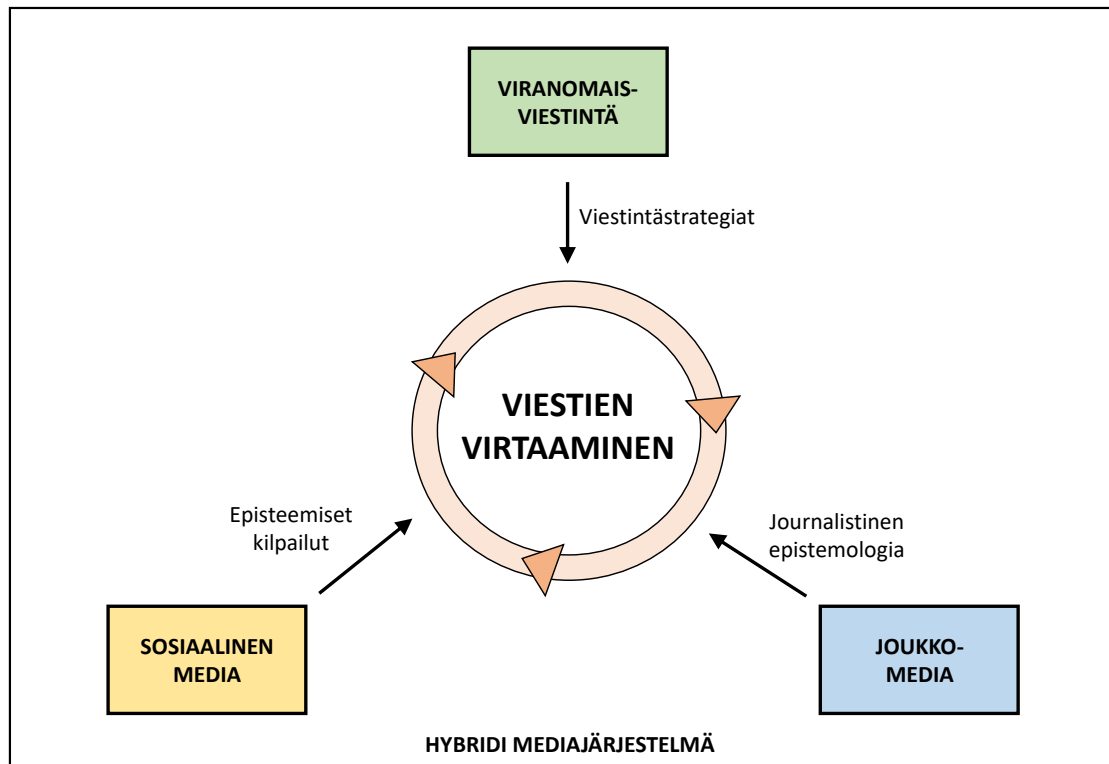 VIRANOMAIS-
VIESTINTÄ
Viestintästrategiat
VIESTIEN
VIRTAAMINEN
Episteemiset
kilpailut
Journalistinen
epistemologia
SOSIAALINEN
MEDIA
JOUKKO-
MEDIA
HYBRIDI MEDIAJÄRJESTELMÄ